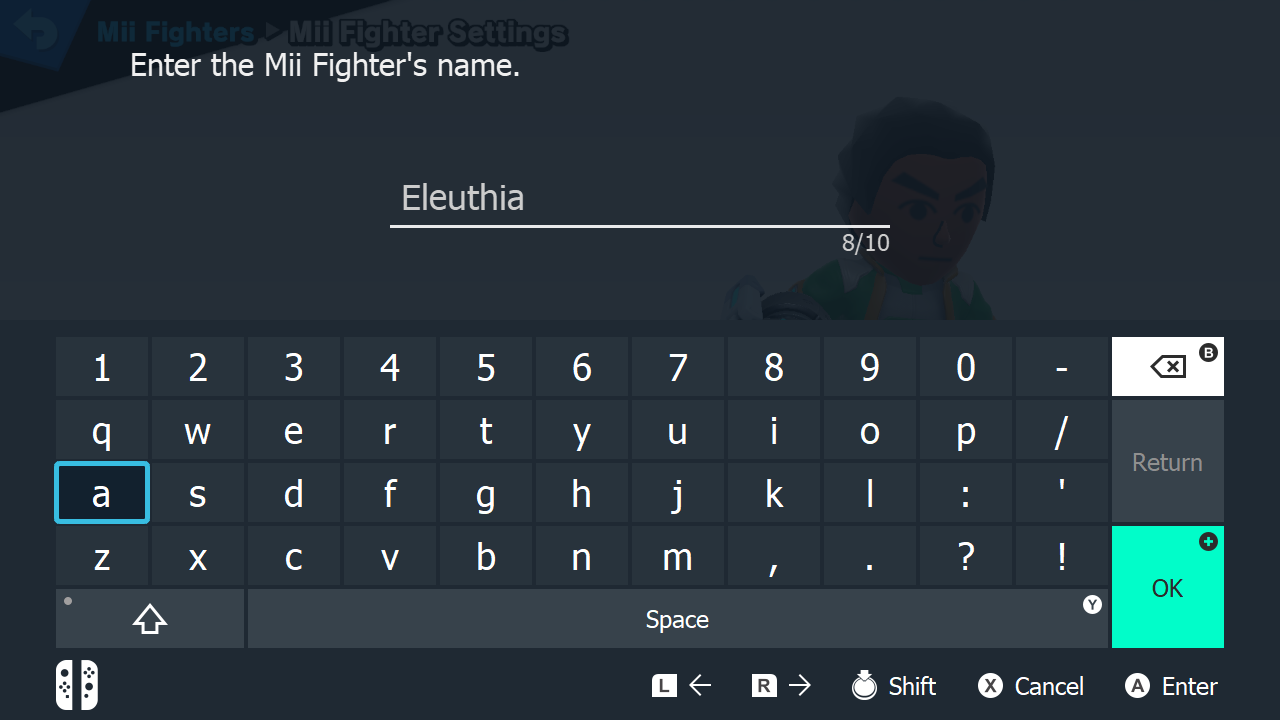 Mii Fighters ▶ Mii Fighter Settings
Enter the Mii Fighter's name.
Eleuthia
8/10
1 2 3 4 5 6 7 8 9 0 - B
q w e r t y u i o p / Return
a s d f g h j k l : '
z x c v b n m , . ? ! + OK
Space Y
L ← R → Shift X Cancel A Enter